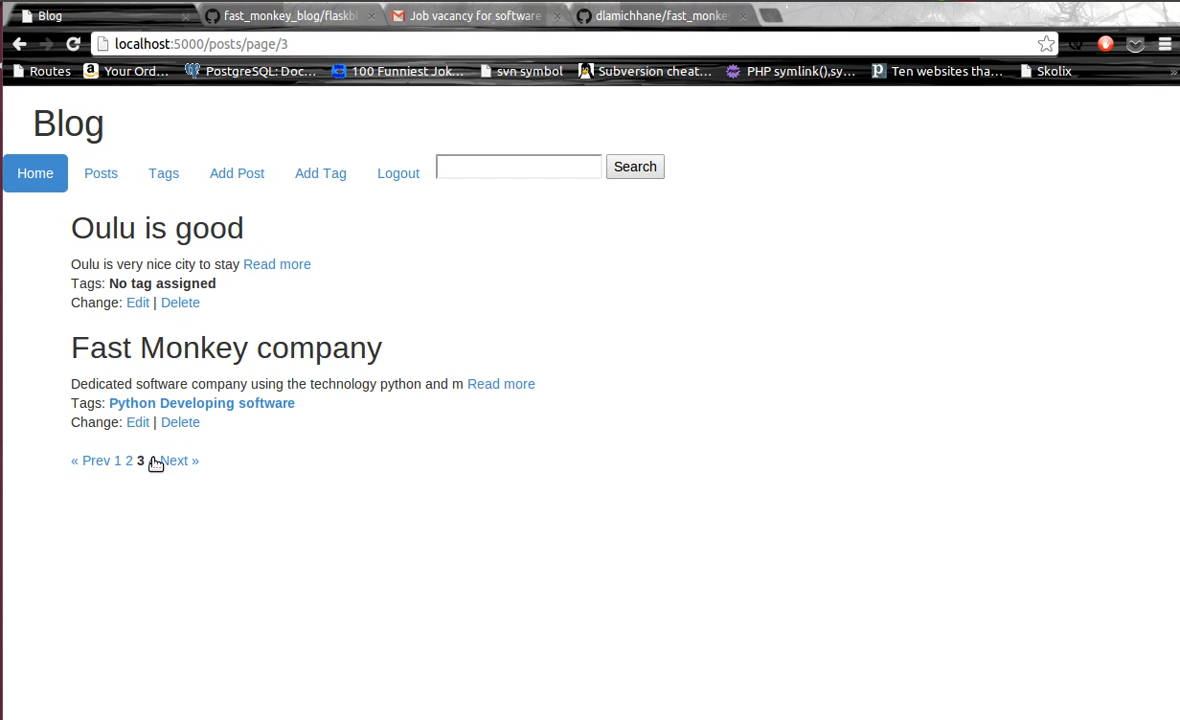 Blog
fast_monkey_blog/flaskbl
Job vacancy for software
dlamichhane/fast_monke
localhost:5000/posts/page/3
Routes
Your Ord...
PostgreSQL: Doc...
100 Funniest Jok...
svn symbol
Subversion cheat...
PHP symlink(),sy...
Ten websites tha...
Skolix
»
Blog
Home Posts Tags Add Post Add Tag Logout Search
Oulu is good
Oulu is very nice city to stay Read more
Tags: No tag assigned
Change: Edit | Delete
Fast Monkey company
Dedicated software company using the technology python and m Read more
Tags: Python Developing software
Change: Edit | Delete
« Prev 1 2 3 Next »